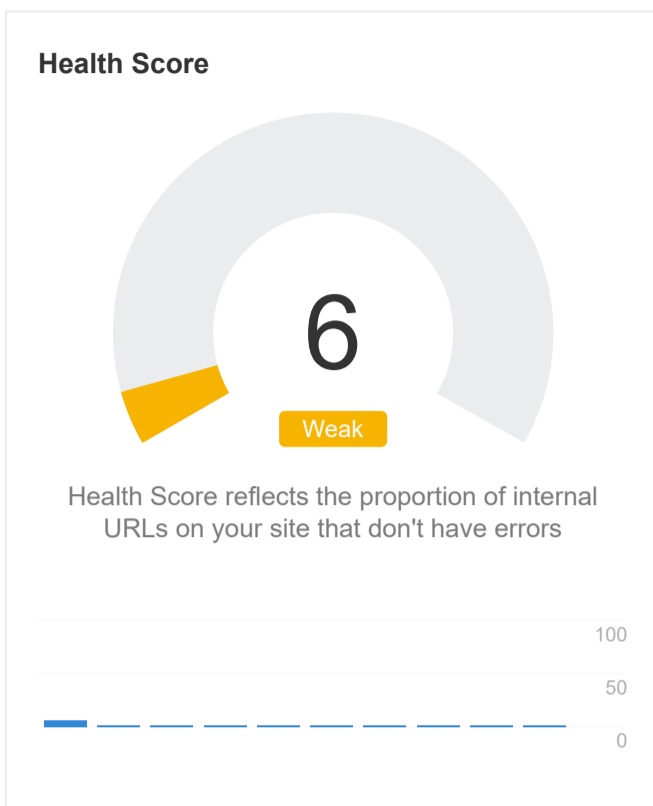 Health Score
6
Weak
Health Score reflects the proportion of internal
URLs on your site that don't have errors
100
50
0